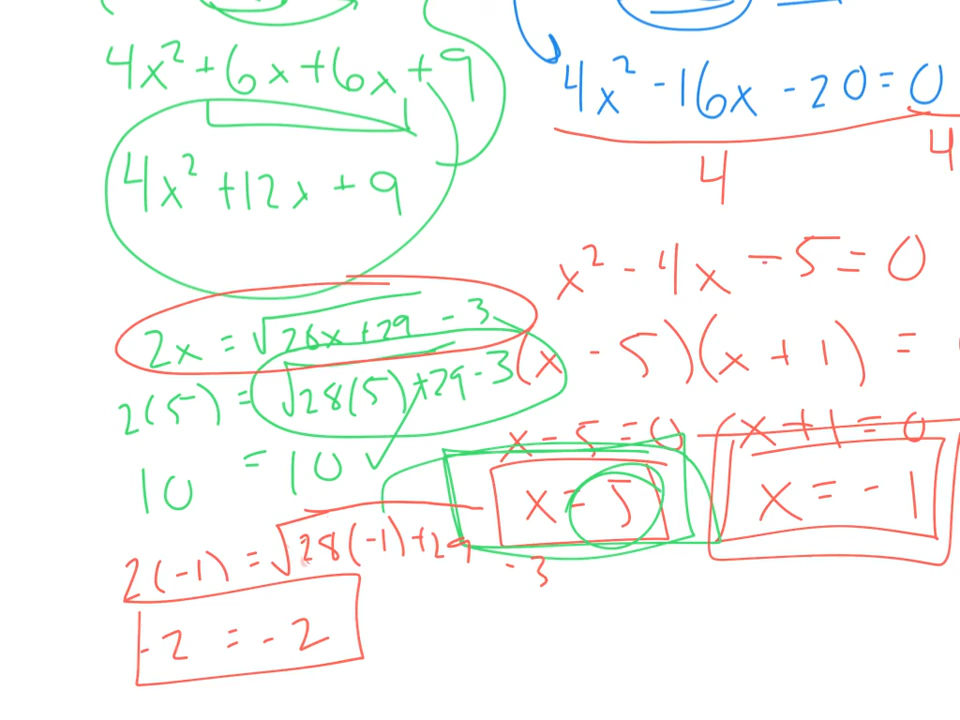 4x² + 6x + 6x + 9
4x² + 12x + 9
4x² - 16x - 20 = 0
4 4
x² - 4x - 5 = 0
(x - 5)(x + 1) =
x - 5 = 0 x + 1 = 0
x = 5 x = -1
2x = √26x + 29 - 3
2(5) = √28(5) + 29 - 3
10 = 10 ✓
2(-1) = √28(-1) + 29 - 3
-2 = -2